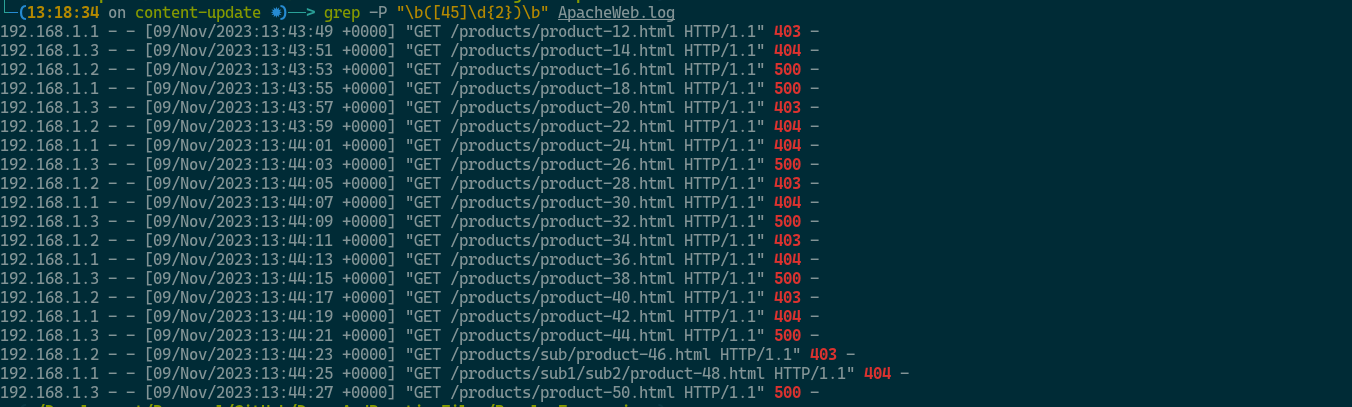 (13:18:34 on content-update ✹)──> grep -P "\b([45]\d{2})\b" ApacheWeb.log
192.168.1.1 - - [09/Nov/2023:13:43:49 +0000] "GET /products/product-12.html HTTP/1.1" 403 -
192.168.1.3 - - [09/Nov/2023:13:43:51 +0000] "GET /products/product-14.html HTTP/1.1" 404 -
192.168.1.2 - - [09/Nov/2023:13:43:53 +0000] "GET /products/product-16.html HTTP/1.1" 500 -
192.168.1.1 - - [09/Nov/2023:13:43:55 +0000] "GET /products/product-18.html HTTP/1.1" 500 -
192.168.1.3 - - [09/Nov/2023:13:43:57 +0000] "GET /products/product-20.html HTTP/1.1" 403 -
192.168.1.2 - - [09/Nov/2023:13:43:59 +0000] "GET /products/product-22.html HTTP/1.1" 404 -
192.168.1.1 - - [09/Nov/2023:13:44:01 +0000] "GET /products/product-24.html HTTP/1.1" 404 -
192.168.1.3 - - [09/Nov/2023:13:44:03 +0000] "GET /products/product-26.html HTTP/1.1" 500 -
192.168.1.2 - - [09/Nov/2023:13:44:05 +0000] "GET /products/product-28.html HTTP/1.1" 403 -
192.168.1.1 - - [09/Nov/2023:13:44:07 +0000] "GET /products/product-30.html HTTP/1.1" 404 -
192.168.1.3 - - [09/Nov/2023:13:44:09 +0000] "GET /products/product-32.html HTTP/1.1" 500 -
192.168.1.2 - - [09/Nov/2023:13:44:11 +0000] "GET /products/product-34.html HTTP/1.1" 403 -
192.168.1.1 - - [09/Nov/2023:13:44:13 +0000] "GET /products/product-36.html HTTP/1.1" 404 -
192.168.1.3 - - [09/Nov/2023:13:44:15 +0000] "GET /products/product-38.html HTTP/1.1" 500 -
192.168.1.2 - - [09/Nov/2023:13:44:17 +0000] "GET /products/product-40.html HTTP/1.1" 403 -
192.168.1.1 - - [09/Nov/2023:13:44:19 +0000] "GET /products/product-42.html HTTP/1.1" 404 -
192.168.1.3 - - [09/Nov/2023:13:44:21 +0000] "GET /products/product-44.html HTTP/1.1" 500 -
192.168.1.2 - - [09/Nov/2023:13:44:23 +0000] "GET /products/sub/product-46.html HTTP/1.1" 403 -
192.168.1.1 - - [09/Nov/2023:13:44:25 +0000] "GET /products/sub1/sub2/product-48.html HTTP/1.1" 404 -
192.168.1.3 - - [09/Nov/2023:13:44:27 +0000] "GET /products/product-50.html HTTP/1.1" 500 -